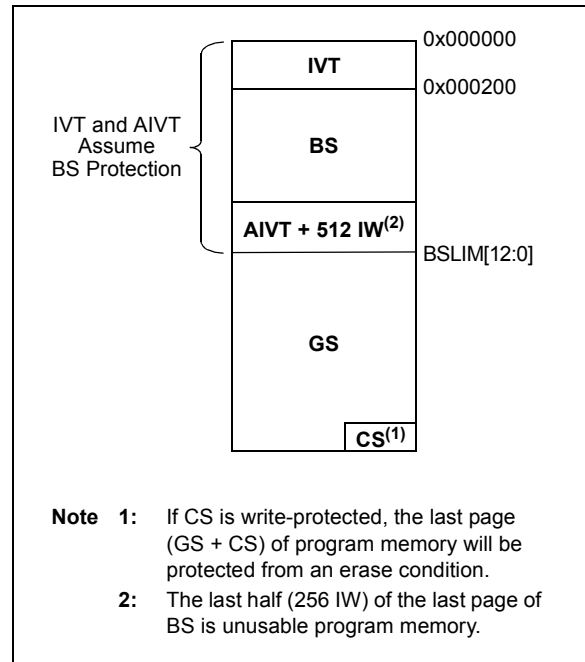 0x000000
IVT
0x000200
IVT and AIVT
Assume
BS Protection
BS
AIVT + 512 IW(2)
BSLIM[12:0]
GS
CS(1)
Note 1: If CS is write-protected, the last page
(GS + CS) of program memory will be
protected from an erase condition.
2: The last half (256 IW) of the last page of
BS is unusable program memory.